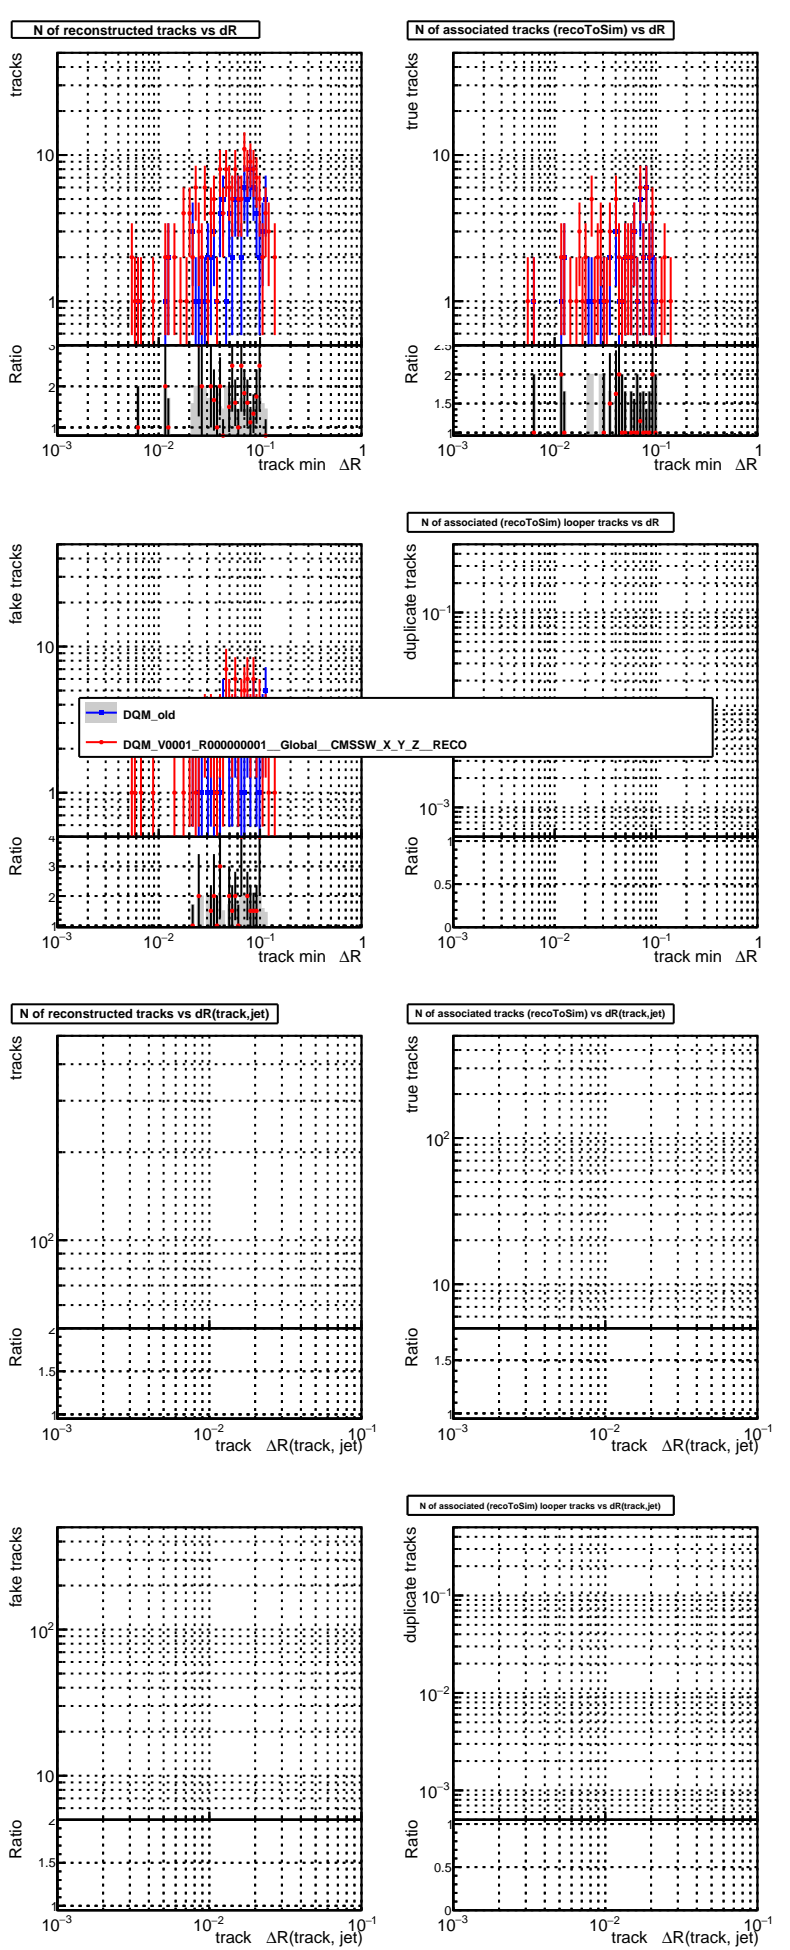 N of reconstructed tracks vs dR
tracks
10
1
Ratio
3
2
1
10⁻³ 10⁻² 10⁻¹ 1
track min ΔR
N of associated tracks (recoToSim) vs dR
true tracks
10
1
Ratio
2.5
2
1.5
1
10⁻³ 10⁻² 10⁻¹ 1
track min ΔR
fake tracks
10
1
Ratio
4
3
2
1
10⁻³ 10⁻² 10⁻¹ 1
track min ΔR
N of associated (recoToSim) looper tracks vs dR
duplicate tracks
10⁻¹
10⁻³
Ratio
1
0.5
0
10⁻³ 10⁻² 10⁻¹ 1
track min ΔR
DQM_old
DQM_V0001_R000000001__Global__CMSSW_X_Y_Z__RECO
N of reconstructed tracks vs dR(track,jet)
tracks
10²
Ratio
2
1.5
1
10⁻³ 10⁻² 10⁻¹
track ΔR(track, jet)
N of associated tracks (recoToSim) vs dR(track,jet)
true tracks
10²
10
Ratio
1.5
1
10⁻³ 10⁻² 10⁻¹
track ΔR(track, jet)
fake tracks
10²
10
Ratio
2
1.5
1
10⁻³ 10⁻² 10⁻¹
track ΔR(track, jet)
N of associated (recoToSim) looper tracks vs dR(track,jet)
duplicate tracks
10⁻¹
10⁻²
10⁻³
Ratio
1
0.5
0
10⁻³ 10⁻² 10⁻¹
track ΔR(track, jet)